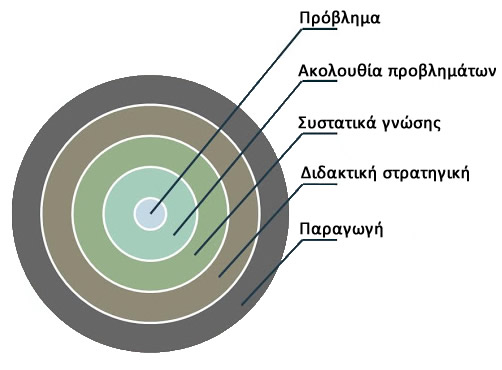 Πρόβλημα
Ακολουθία προβλημάτων
Συστατικά γνώσης
Διδακτική στρατηγική
Παραγωγή